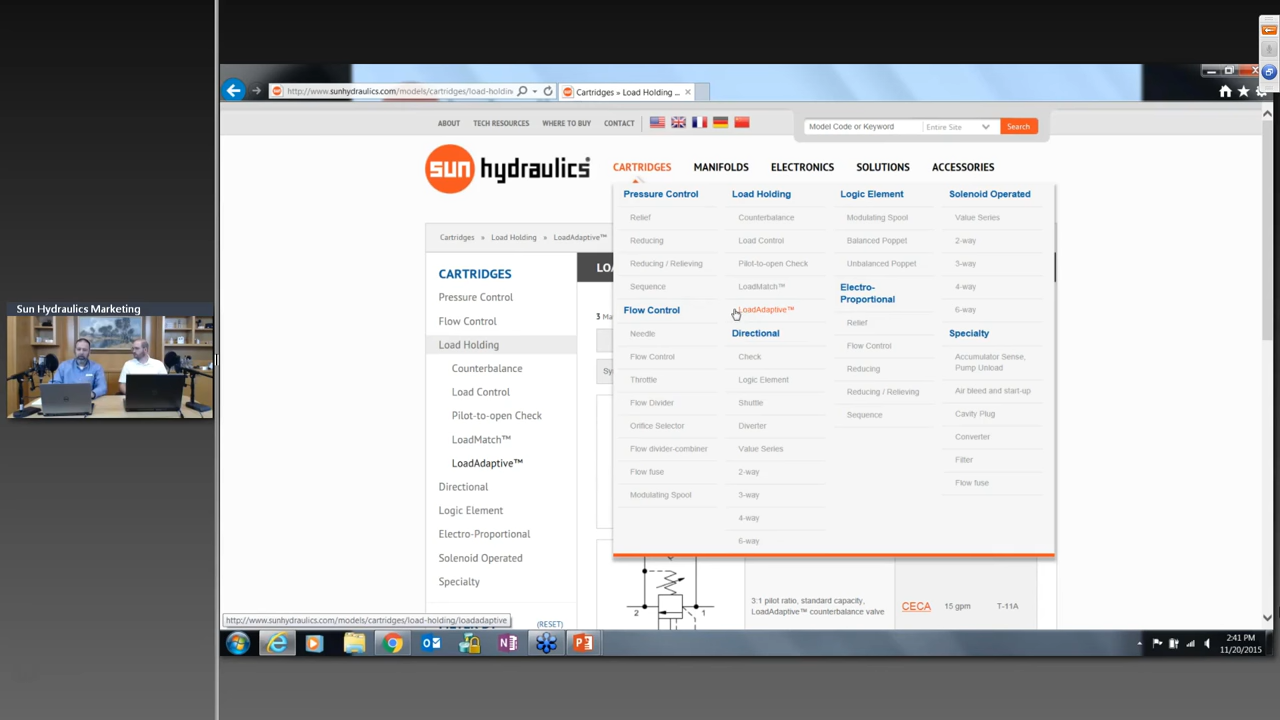 http://www.sunhydraulics.com/models/cartridges/load-holdin
Cartridges » Load Holding ...
ABOUT
TECH RESOURCES
WHERE TO BUY
CONTACT
Model Code or Keyword
Entire Site
Search
sun hydraulics
CARTRIDGES
MANIFOLDS
ELECTRONICS
SOLUTIONS
ACCESSORIES
Cartridges » Load Holding » LoadAdaptive™
CARTRIDGES
Pressure Control
Flow Control
Load Holding
Counterbalance
Load Control
Pilot-to-open Check
LoadMatch™
LoadAdaptive™
Directional
Logic Element
Electro-Proportional
Solenoid Operated
Specialty
(RESET)
LO
3 Ma
Sy
Pressure Control
Relief
Reducing
Reducing / Relieving
Sequence
Flow Control
Needle
Flow Control
Throttle
Flow Divider
Orifice Selector
Flow divider-combiner
Flow fuse
Modulating Spool
Load Holding
Counterbalance
Load Control
Pilot-to-open Check
LoadMatch™
LoadAdaptive™
Directional
Check
Logic Element
Shuttle
Diverter
Value Series
2-way
3-way
4-way
6-way
Logic Element
Modulating Spool
Balanced Poppet
Unbalanced Poppet
Electro-
Proportional
Relief
Flow Control
Reducing
Reducing / Relieving
Sequence
Solenoid Operated
Value Series
2-way
3-way
4-way
6-way
Specialty
Accumulator Sense,
Pump Unload
Air bleed and start-up
Cavity Plug
Converter
Filter
Flow fuse
2
1
3:1 pilot ratio, standard capacity,
LoadAdaptive™ counterbalance valve
CECA
15 gpm
T-11A
http://www.sunhydraulics.com/models/cartridges/load-holding/loadadaptive
Sun Hydraulics Marketing
2:41 PM
11/20/2015